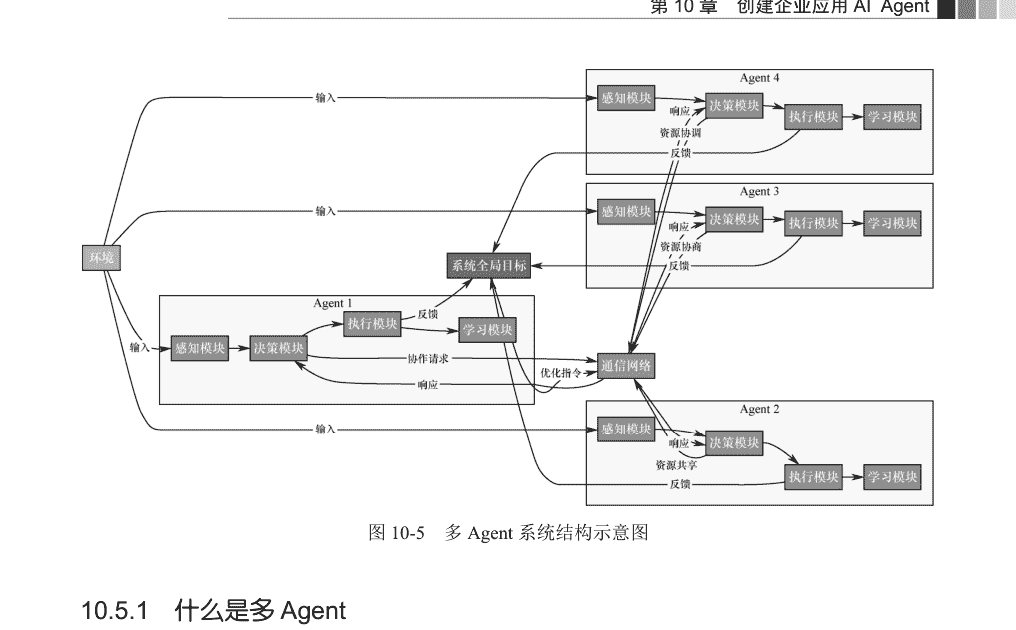 第 10 章 创建企业应用 AI Agent
Agent 4
感知模块
决策模块
执行模块
学习模块
输入
响应
资源协调
反馈
Agent 3
感知模块
决策模块
执行模块
学习模块
输入
响应
资源协商
反馈
环境
系统全局目标
Agent 1
感知模块
决策模块
执行模块
学习模块
输入
反馈
协作请求
响应
优化指令
通信网络
Agent 2
感知模块
决策模块
执行模块
学习模块
输入
响应
资源共享
反馈
图 10-5 多 Agent 系统结构示意图
10.5.1 什么是多 Agent